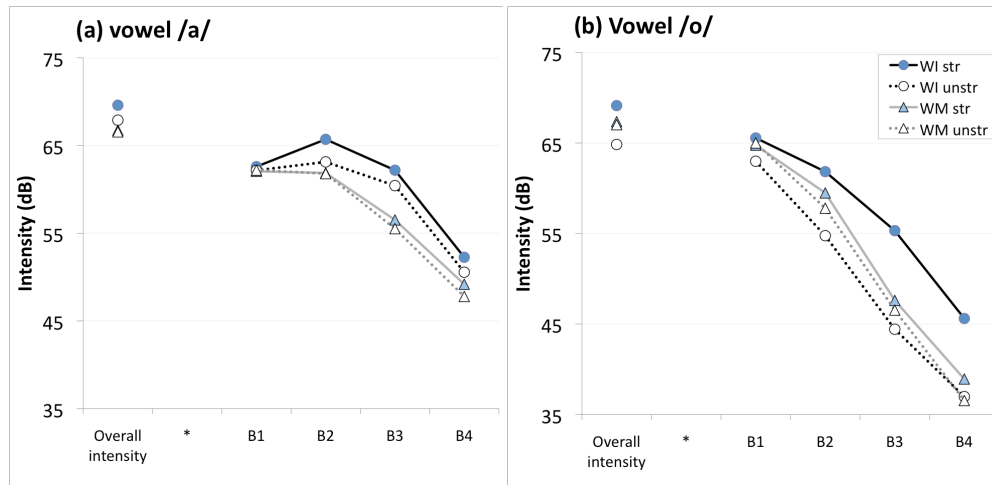 (a) vowel /a/
Intensity (dB)
75
65
55
45
35
Overall
intensity
*
B1
B2
B3
B4
(b) Vowel /o/
Intensity (dB)
75
65
55
45
35
WI str
WI unstr
WM str
WM unstr
Overall
intensity
*
B1
B2
B3
B4